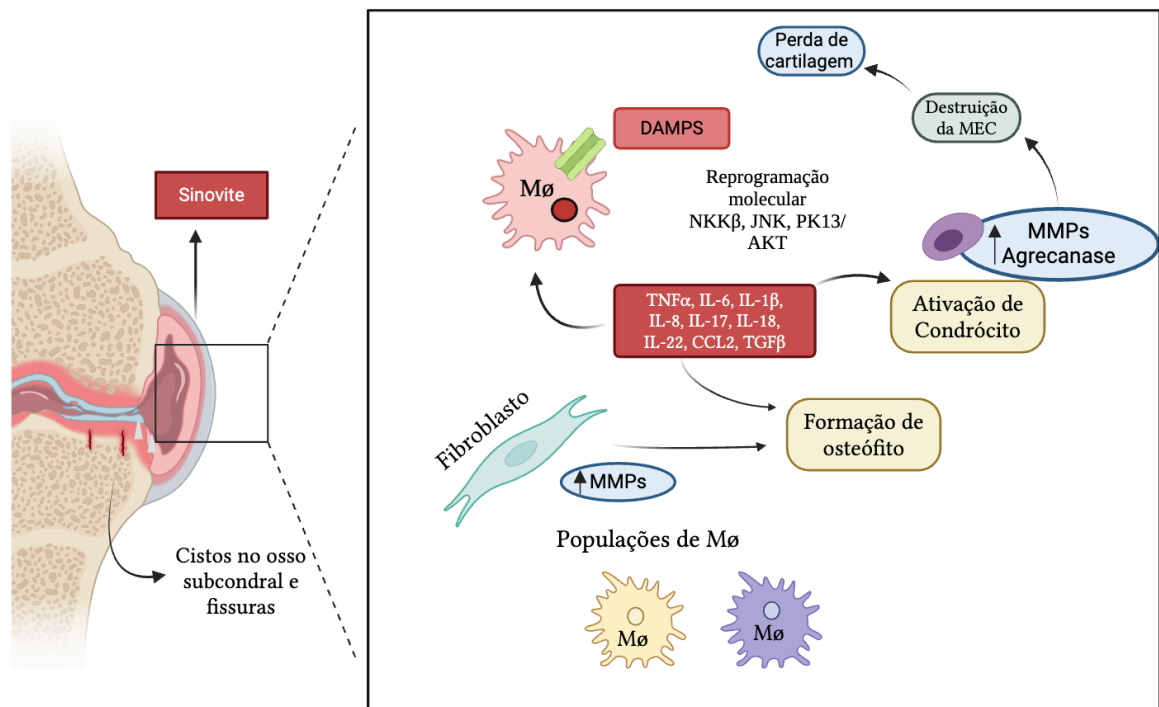 Sinovite
Cistos no osso
subcondral e
fissuras
Perda de
cartilagem
Destruição
da MEC
DAMPS
Mø
Reprogramação
molecular
NKKβ, JNK, PK13/
AKT
MMPs
Agrecanase
Ativação de
Condrócito
TNFα, IL-6, IL-1β,
IL-8, IL-17, IL-18,
IL-22, CCL2, TGFβ
Fibroblasto
MMPs
Formação de
osteófito
Populações de Mø
Mø
Mø